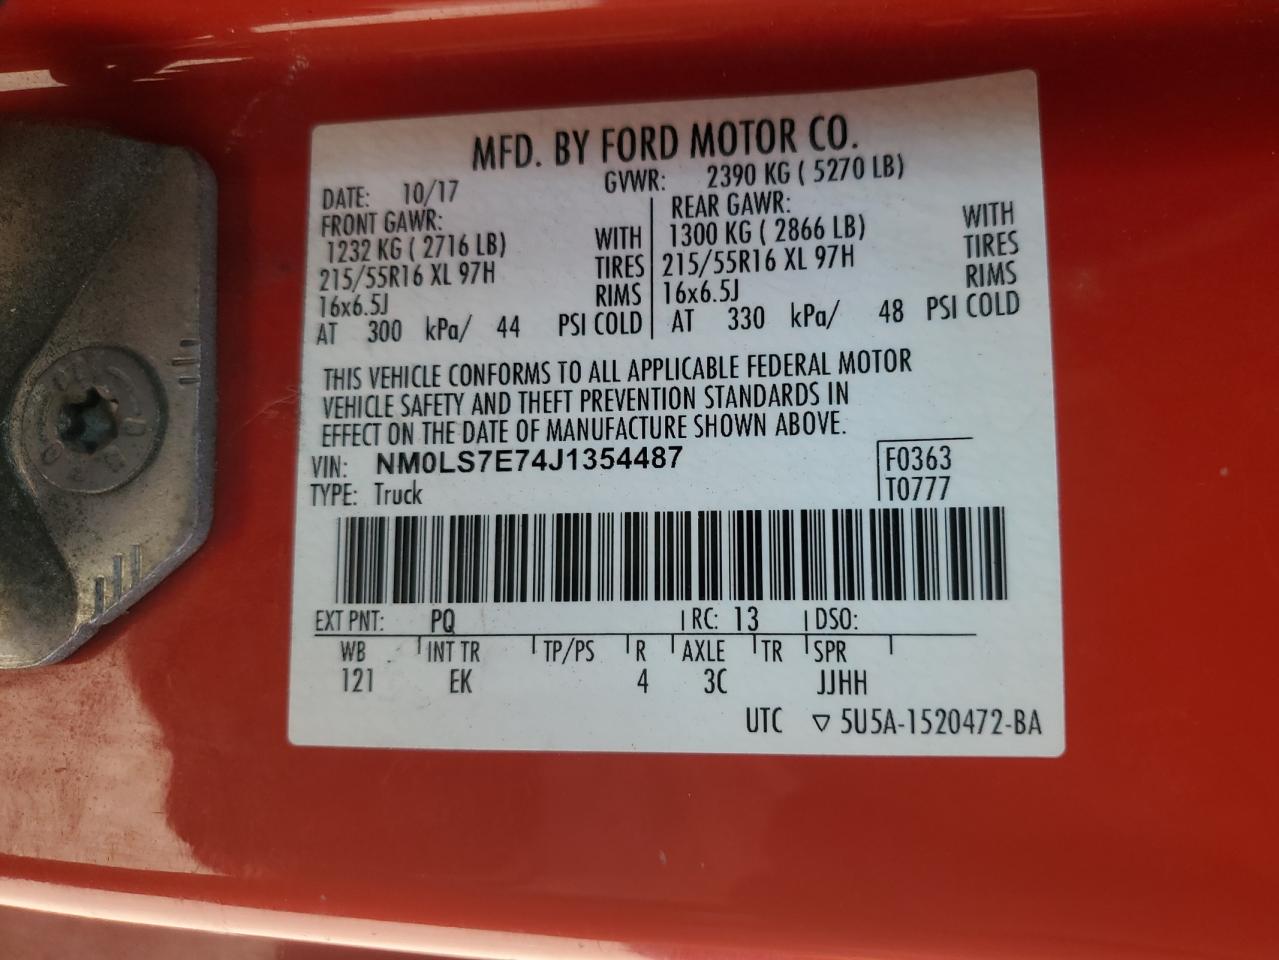 MFD. BY FORD MOTOR CO.
DATE: 10/17 GVWR: 2390 KG ( 5270 LB)
FRONT GAWR: REAR GAWR:
1232 KG ( 2716 LB) WITH 1300 KG ( 2866 LB) WITH
215/55R16 XL 97H TIRES 215/55R16 XL 97H TIRES
16x6.5J RIMS 16x6.5J RIMS
AT 300 kPa/ 44 PSI COLD AT 330 kPa/ 48 PSI COLD
THIS VEHICLE CONFORMS TO ALL APPLICABLE FEDERAL MOTOR
VEHICLE SAFETY AND THEFT PREVENTION STANDARDS IN
EFFECT ON THE DATE OF MANUFACTURE SHOWN ABOVE.
VIN: NM0LS7E74J1354487 F0363
TYPE: Truck T0777
EXT PNT: PQ RC: 13 DSO:
WB INT TR TP/PS R AXLE TR SPR
121 EK 4 3C JJHH
UTC ▽ 5U5A-1520472-BA